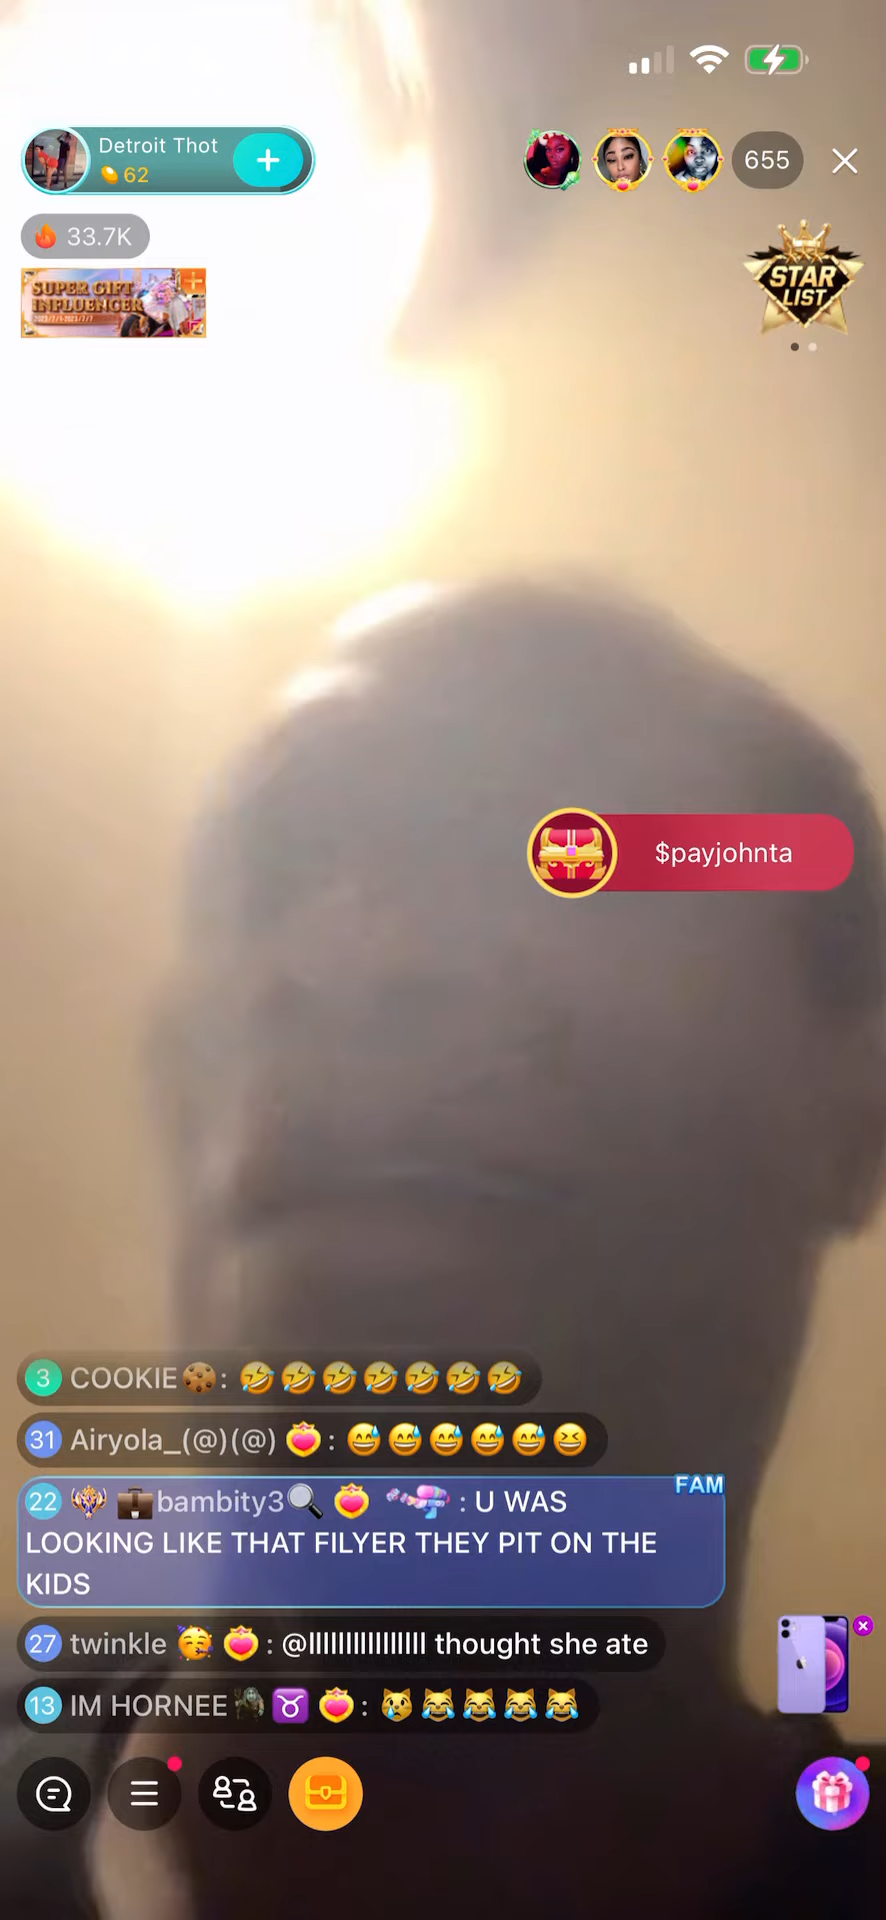 Detroit Thot
62
655
33.7K
SUPER GIFT
INFLUENCER
STAR
LIST
$payjohnta
3 COOKIE🍪: 🤣🤣🤣🤣🤣🤣🤣
31 Airyola_(@)(@) : 😅😅😅😅😅😆
FAM
22 bambity3🔍 : U WAS
LOOKING LIKE THAT FILYER THEY PIT ON THE
KIDS
27 twinkle 🥳 : @llllllllllllllll thought she ate
13 IM HORNEE ♉ : 😿😹😹😹😹